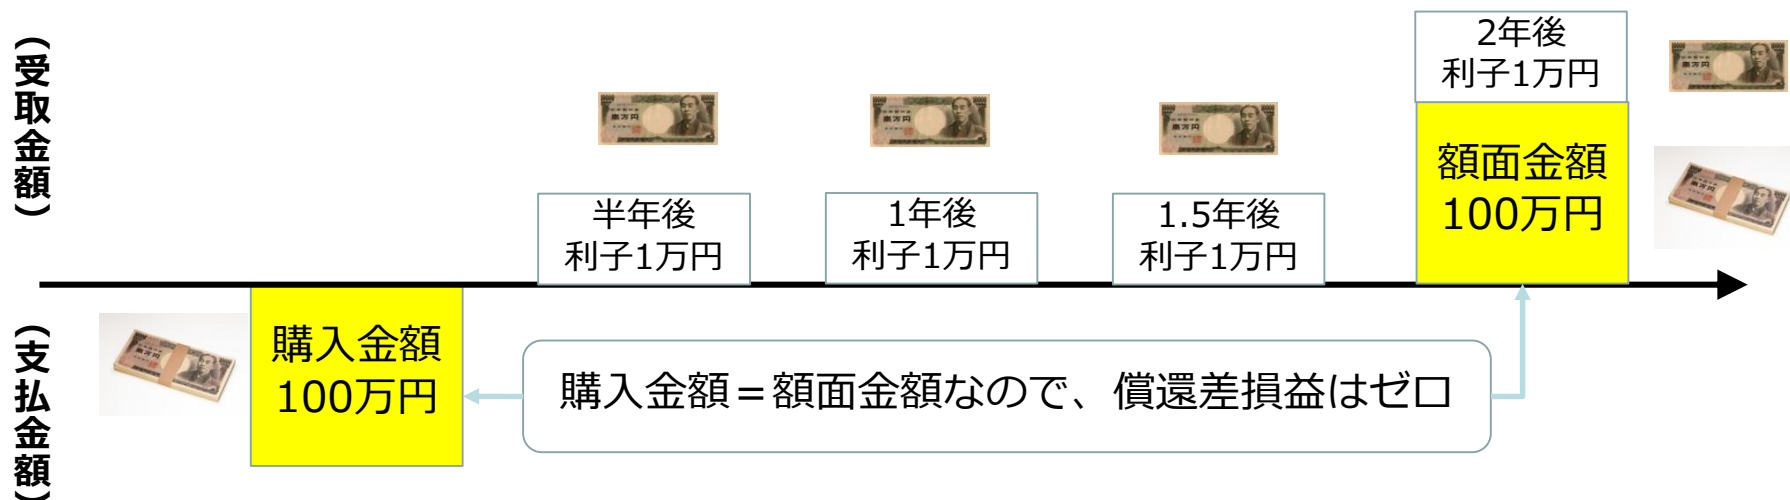 （受取金額）
2年後
利子1万円
額面金額
100万円
半年後
利子1万円
1年後
利子1万円
1.5年後
利子1万円
（支払金額）
購入金額
100万円
購入金額＝額面金額なので、償還差損益はゼロ